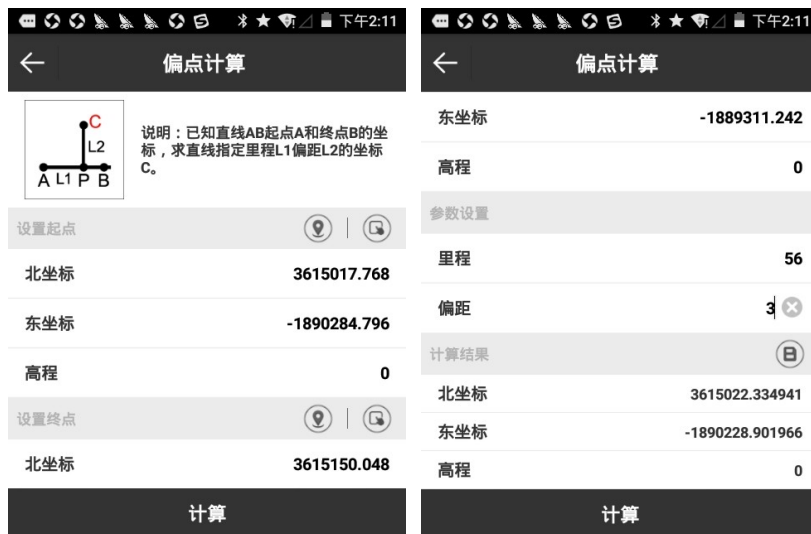 下午2:11
偏点计算
C
L2
A L1 P B
说明：已知直线AB起点A和终点B的坐
标，求直线指定里程L1偏距L2的坐标
C。
设置起点
北坐标 3615017.768
东坐标 -1890284.796
高程 0
设置终点
北坐标 3615150.048
计算
下午2:11
偏点计算
东坐标 -1889311.242
高程 0
参数设置
里程 56
偏距 3
计算结果
北坐标 3615022.334941
东坐标 -1890228.901966
高程 0
计算